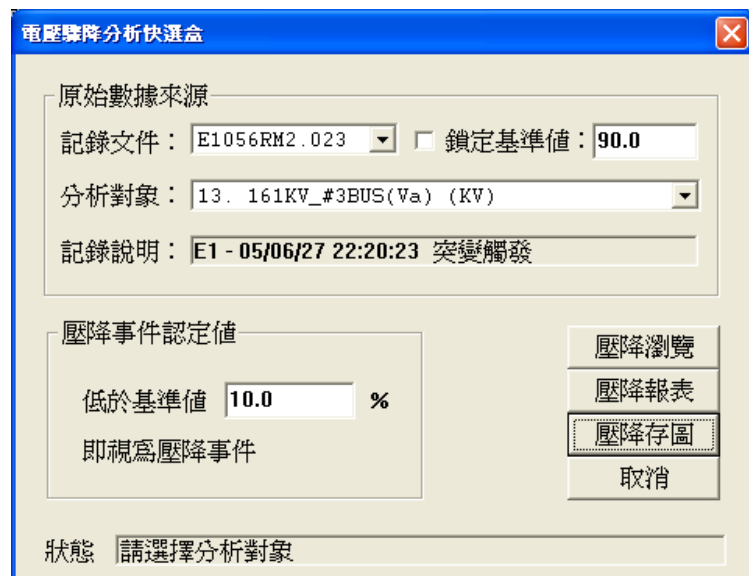 電壓驟降分析快選盒
原始數據來源
記錄文件：E1056RM2.023 鎖定基準值：90.0
分析對象：13. 161KV_#3BUS(Va) (KV)
記錄說明：E1 - 05/06/27 22:20:23 突變觸發
壓降事件認定值
低於基準值 10.0 %
即視為壓降事件
壓降瀏覽
壓降報表
壓降存圖
取消
狀態 請選擇分析對象